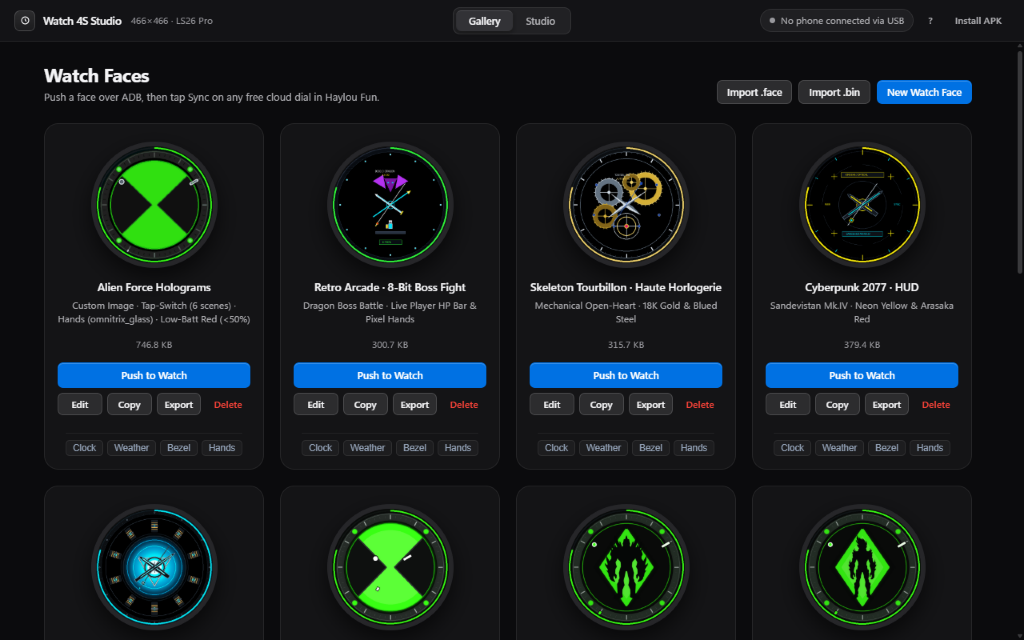 Watch 4S Studio 466×466 · LS26 Pro
Gallery Studio
No phone connected via USB ? Install APK
Watch Faces
Push a face over ADB, then tap Sync on any free cloud dial in Haylou Fun.
Import .face Import .bin New Watch Face
Alien Force Holograms
Custom Image · Tap-Switch (6 scenes) ·
Hands (omnitrix_glass) · Low-Batt Red (<50%)
746.8 KB
Push to Watch
Edit Copy Export Delete
Clock Weather Bezel Hands
Retro Arcade · 8-Bit Boss Fight
Dragon Boss Battle · Live Player HP Bar &
Pixel Hands
300.7 KB
Push to Watch
Edit Copy Export Delete
Clock Weather Bezel Hands
Skeleton Tourbillon · Haute Horlogerie
Mechanical Open-Heart · 18K Gold & Blued
Steel
315.7 KB
Push to Watch
Edit Copy Export Delete
Clock Weather Bezel Hands
Cyberpunk 2077 · HUD
Sandevistan Mk.IV · Neon Yellow & Arasaka
Red
379.4 KB
Push to Watch
Edit Copy Export Delete
Clock Weather Bezel Hands